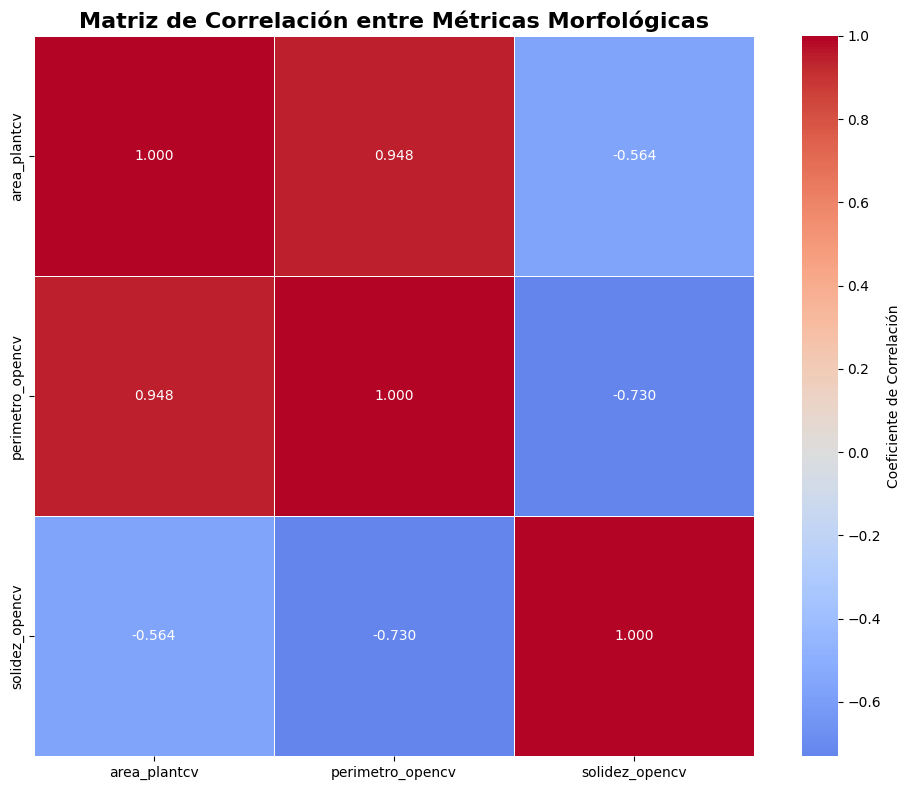 Matriz de Correlación entre Métricas Morfológicas
area_plantcv
1.000
0.948
-0.564
perimetro_opencv
0.948
1.000
-0.730
solidez_opencv
-0.564
-0.730
1.000
area_plantcv
perimetro_opencv
solidez_opencv
1.0
0.8
0.6
0.4
0.2
0.0
−0.2
−0.4
−0.6
Coeficiente de Correlación